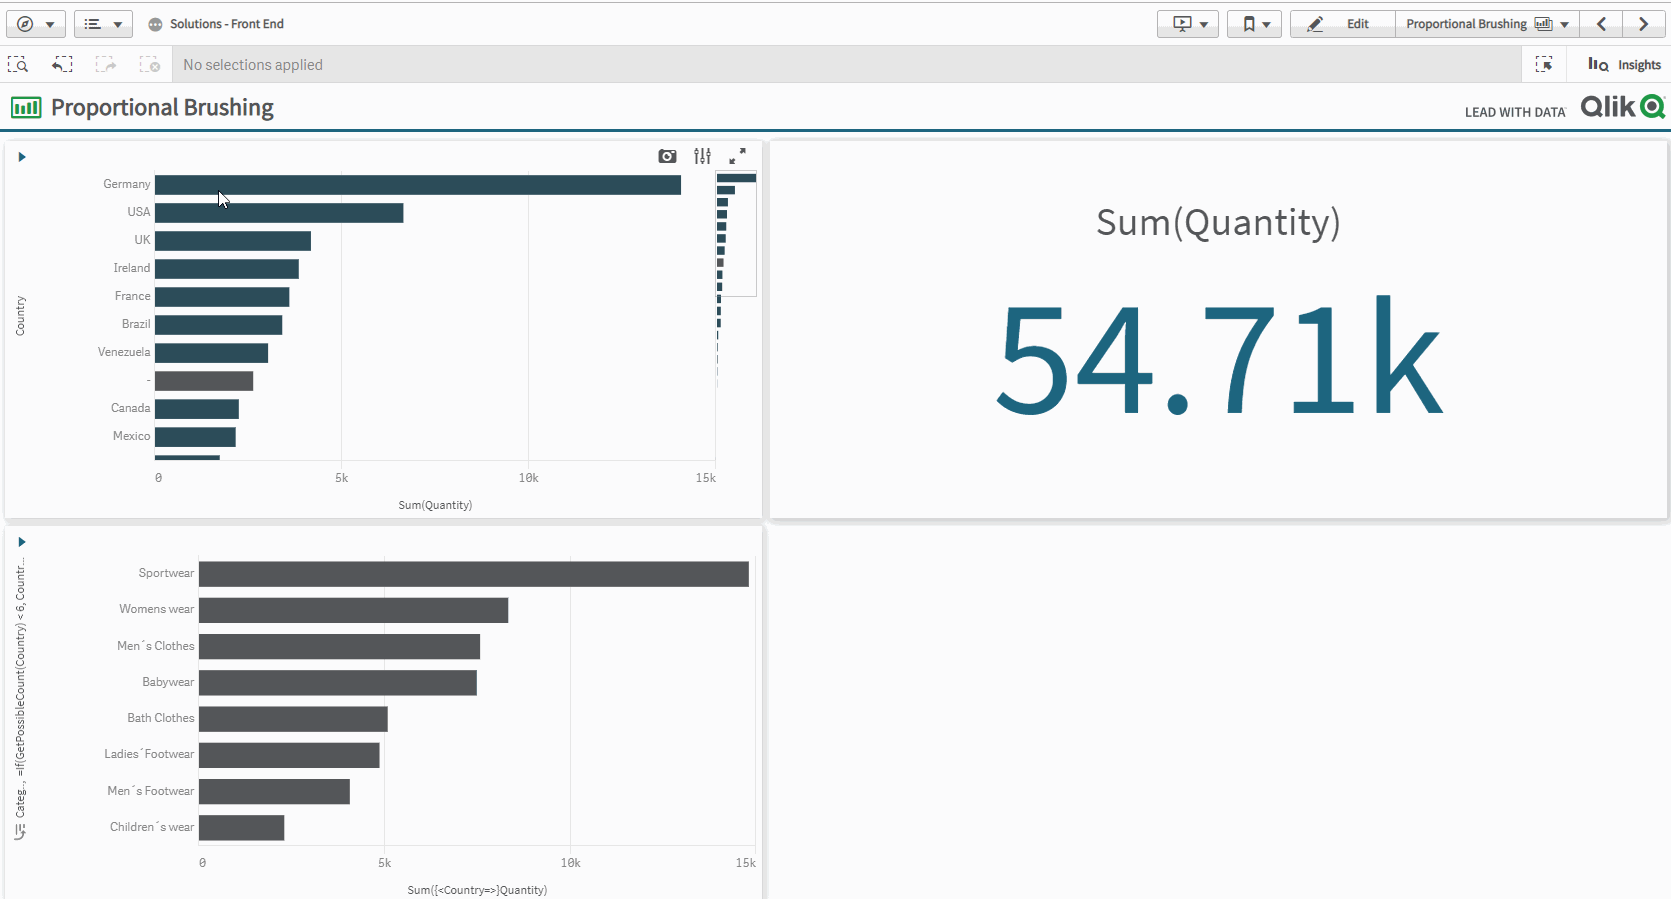 Solutions - Front End
Edit
Proportional Brushing
No selections applied
Insights
Proportional Brushing
LEAD WITH DATA
Qlik
Country
Germany
USA
UK
Ireland
France
Brazil
Venezuela
-
Canada
Mexico
0 5k 10k 15k
Sum(Quantity)
Sum(Quantity)
54.71k
Categ..., =If(GetPossibleCount(Country) < 6, Countr...
Sportwear
Womens wear
Men´s Clothes
Babywear
Bath Clothes
Ladies´Footwear
Men´s Footwear
Children´s wear
0 5k 10k 15k
Sum({<Country=>}Quantity)